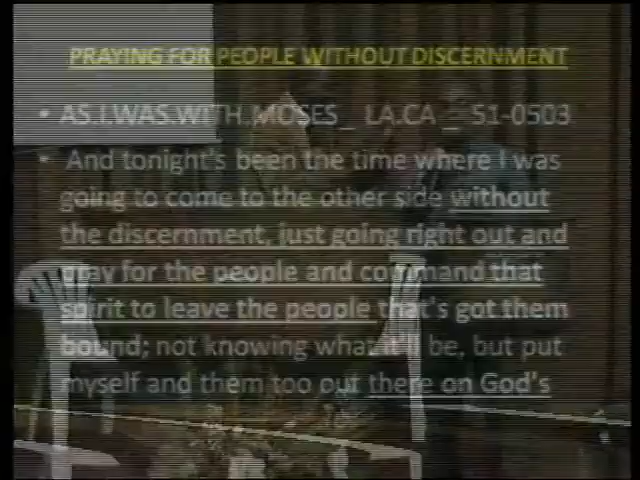 PRAYING FOR PEOPLE WITHOUT DISCERNMENT
• AS.I.WAS.WITH.MOSES_ LA.CA _ 51-0503
• And tonight's been the time where I was
going to come to the other side without
the discernment, just going right out and
pray for the people and command that
spirit to leave the people that's got them
bound; not knowing what it'll be, but put
myself and them too out there on God's